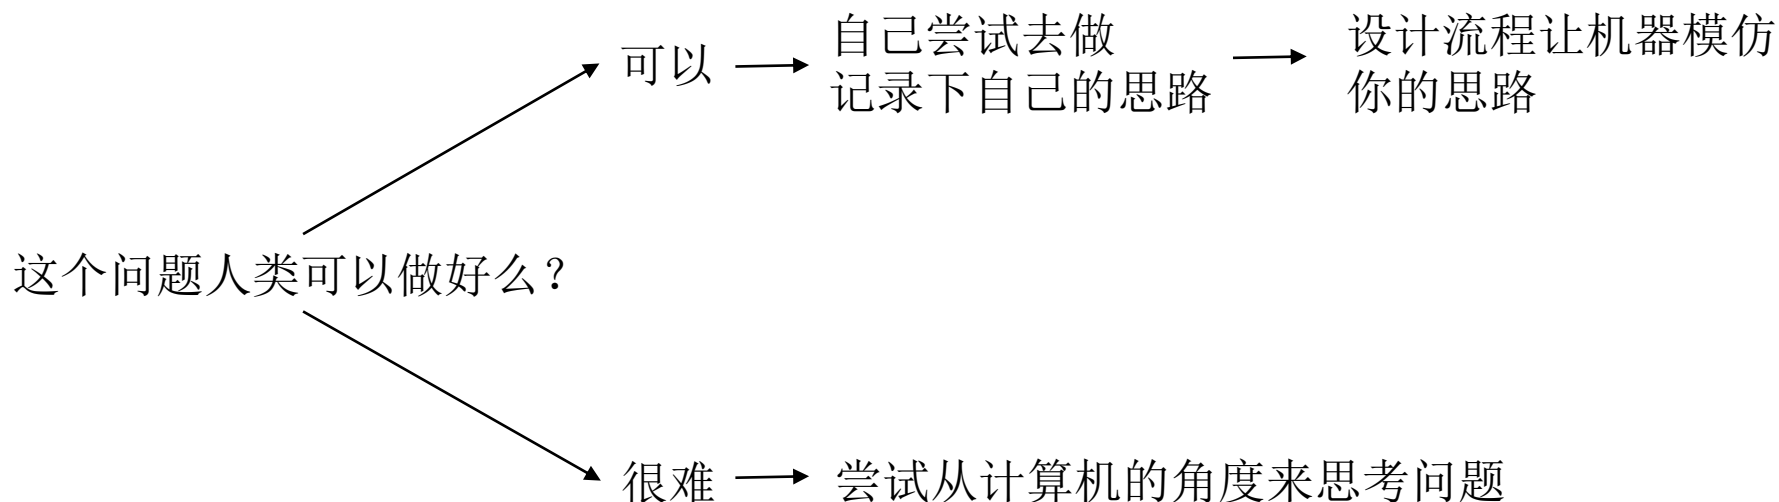 可以
自己尝试去做
记录下自己的思路
设计流程让机器模仿
你的思路
这个问题人类可以做好么？
很难
尝试从计算机的角度来思考问题